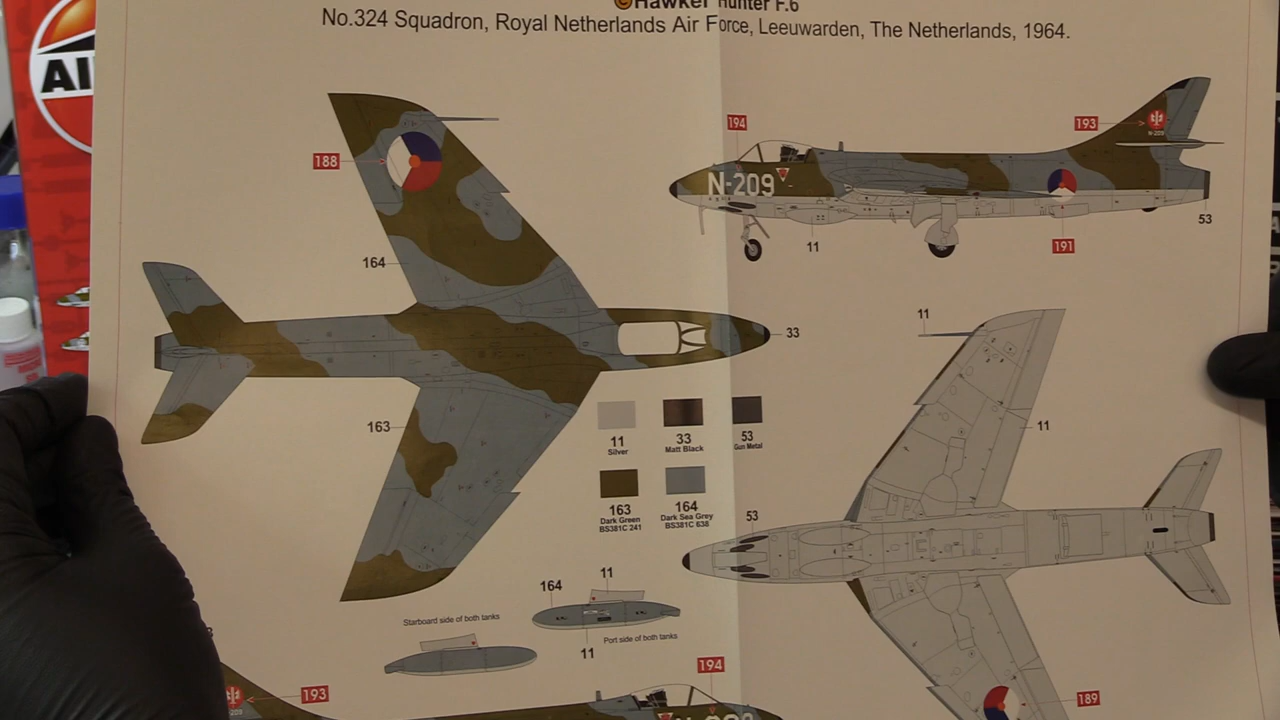 ©Hawker Hunter F.6
No.324 Squadron, Royal Netherlands Air Force, Leeuwarden, The Netherlands, 1964.
AI
188
194
193
N-209
N-209
11
191
53
164
33
11
163
11
Silver
33
Matt Black
53
Gun Metal
11
163
Dark Green
BS381C 241
164
Dark Sea Grey
BS381C 638
53
164
11
Starboard side of both tanks
Port side of both tanks
11
194
193
189